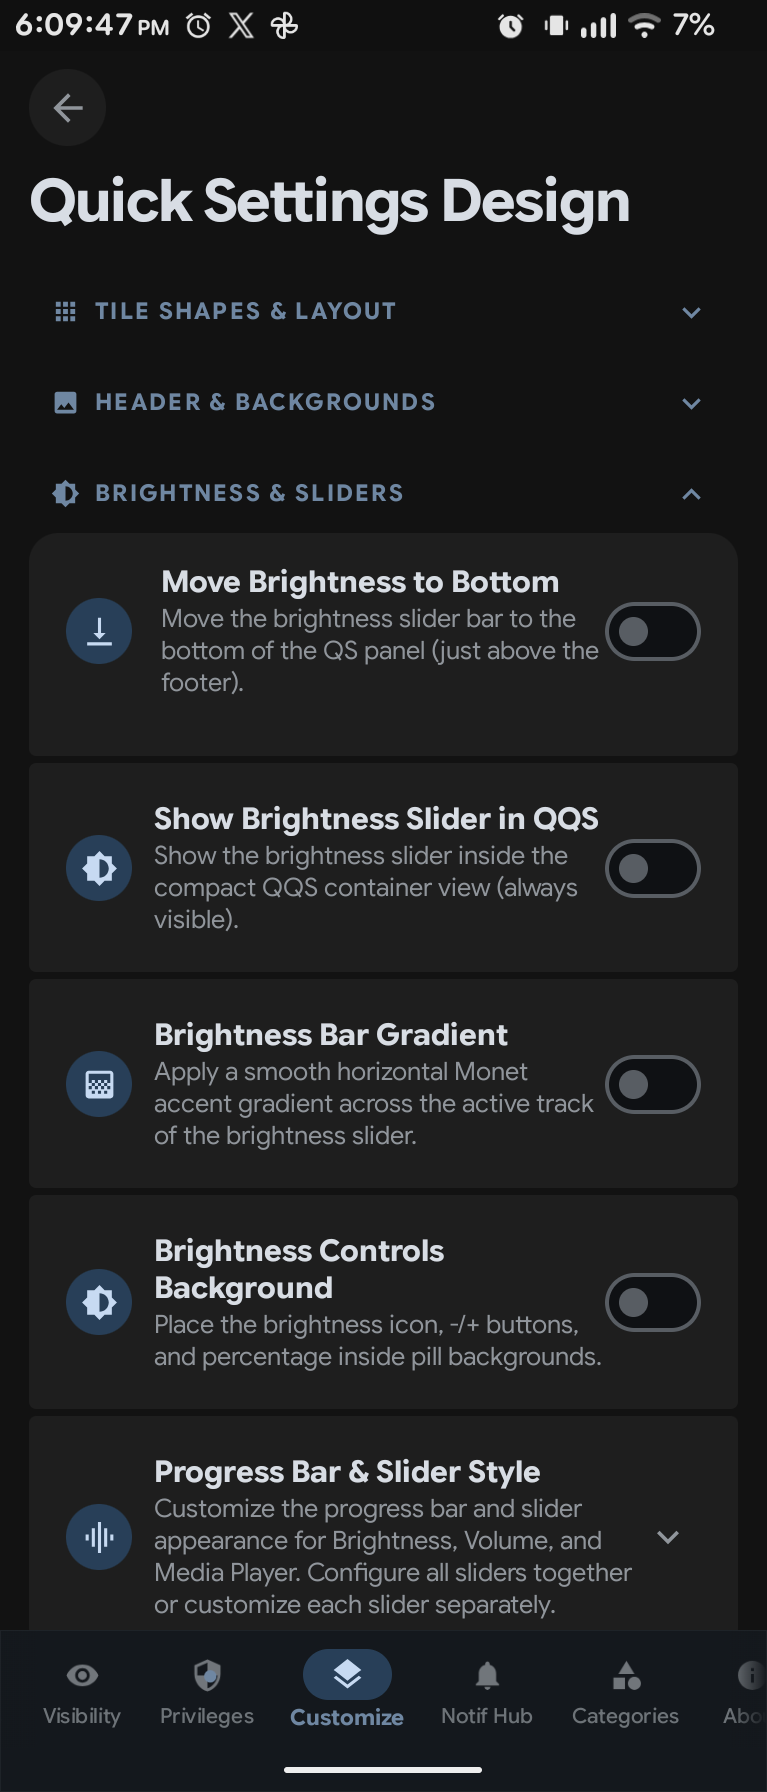 6:09:47 PM 7%
Quick Settings Design
TILE SHAPES & LAYOUT
HEADER & BACKGROUNDS
BRIGHTNESS & SLIDERS
Move Brightness to Bottom
Move the brightness slider bar to the
bottom of the QS panel (just above the
footer).
Show Brightness Slider in QQS
Show the brightness slider inside the
compact QQS container view (always
visible).
Brightness Bar Gradient
Apply a smooth horizontal Monet
accent gradient across the active track
of the brightness slider.
Brightness Controls
Background
Place the brightness icon, -/+ buttons,
and percentage inside pill backgrounds.
Progress Bar & Slider Style
Customize the progress bar and slider
appearance for Brightness, Volume, and
Media Player. Configure all sliders together
or customize each slider separately.
Visibility Privileges Customize Notif Hub Categories Abo